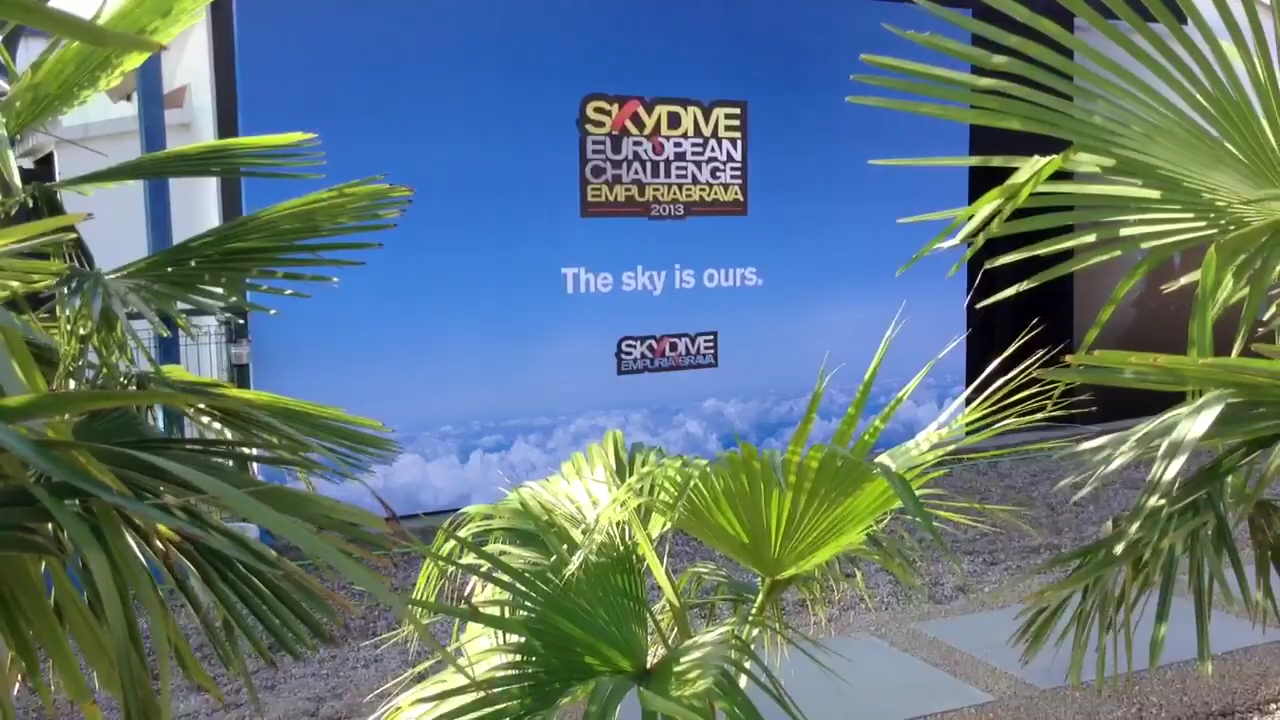 SKYDIVE
EUROPEAN
CHALLENGE
EMPURIABRAVA
2013
The sky is ours.
SKYDIVE
EMPURIABRAVA